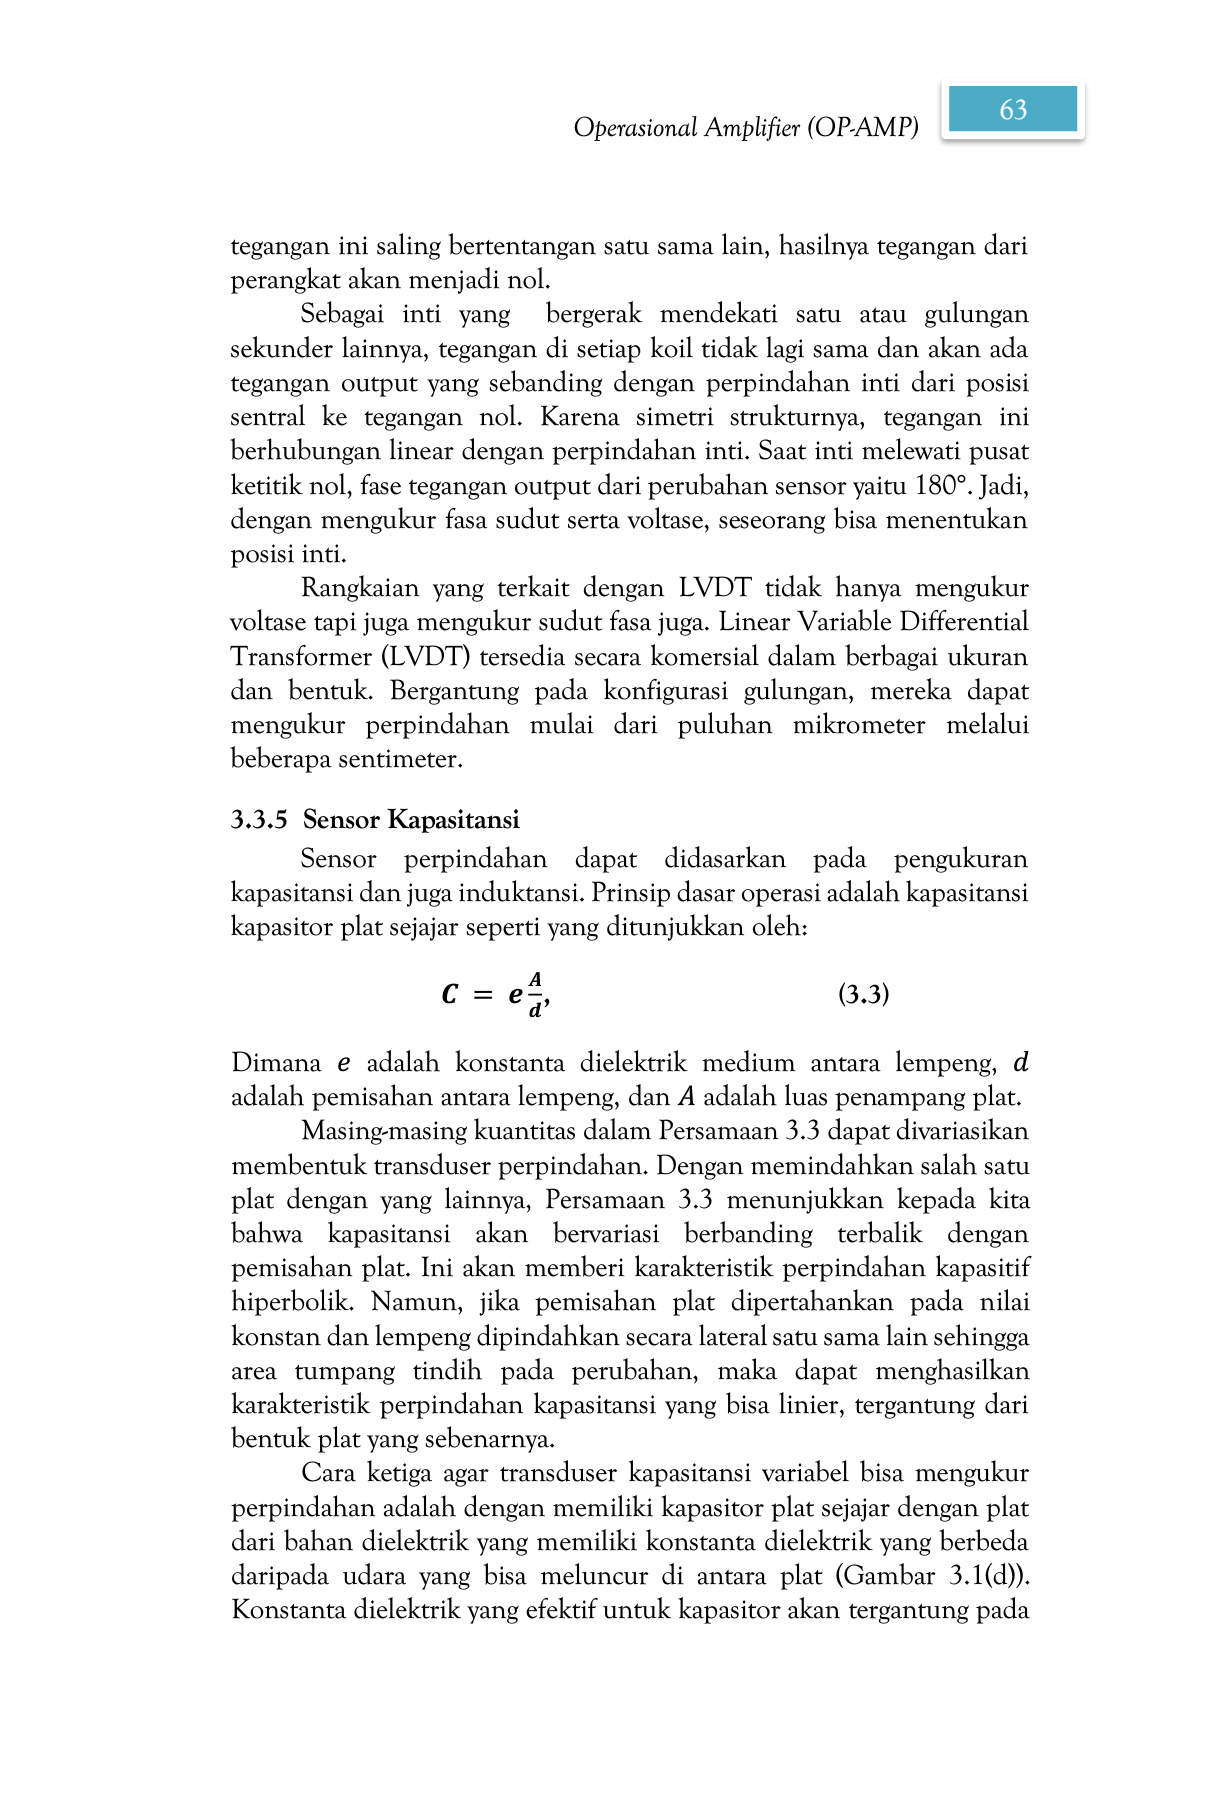 Operasional Amplifier (OP-AMP)
63
tegangan ini saling bertentangan satu sama lain, hasilnya tegangan dari
perangkat akan menjadi nol.
Sebagai inti yang bergerak mendekati satu atau gulungan
sekunder lainnya, tegangan di setiap koil tidak lagi sama dan akan ada
tegangan output yang sebanding dengan perpindahan inti dari posisi
sentral ke tegangan nol. Karena simetri strukturnya, tegangan ini
berhubungan linear dengan perpindahan inti. Saat inti melewati pusat
ketitik nol, fase tegangan output dari perubahan sensor yaitu 180°. Jadi,
dengan mengukur fasa sudut serta voltase, seseorang bisa menentukan
posisi inti.
Rangkaian yang terkait dengan LVDT tidak hanya mengukur
voltase tapi juga mengukur sudut fasa juga. Linear Variable Differential
Transformer (LVDT) tersedia secara komersial dalam berbagai ukuran
dan bentuk. Bergantung pada konfigurasi gulungan, mereka dapat
mengukur perpindahan mulai dari puluhan mikrometer melalui
beberapa sentimeter.
3.3.5 Sensor Kapasitansi
Sensor perpindahan dapat didasarkan pada pengukuran
kapasitansi dan juga induktansi. Prinsip dasar operasi adalah kapasitansi
kapasitor plat sejajar seperti yang ditunjukkan oleh:
C = e A/d, (3.3)
Dimana e adalah konstanta dielektrik medium antara lempeng, d
adalah pemisahan antara lempeng, dan A adalah luas penampang plat.
Masing-masing kuantitas dalam Persamaan 3.3 dapat divariasikan
membentuk transduser perpindahan. Dengan memindahkan salah satu
plat dengan yang lainnya, Persamaan 3.3 menunjukkan kepada kita
bahwa kapasitansi akan bervariasi berbanding terbalik dengan
pemisahan plat. Ini akan memberi karakteristik perpindahan kapasitif
hiperbolik. Namun, jika pemisahan plat dipertahankan pada nilai
konstan dan lempeng dipindahkan secara lateral satu sama lain sehingga
area tumpang tindih pada perubahan, maka dapat menghasilkan
karakteristik perpindahan kapasitansi yang bisa linier, tergantung dari
bentuk plat yang sebenarnya.
Cara ketiga agar transduser kapasitansi variabel bisa mengukur
perpindahan adalah dengan memiliki kapasitor plat sejajar dengan plat
dari bahan dielektrik yang memiliki konstanta dielektrik yang berbeda
daripada udara yang bisa meluncur di antara plat (Gambar 3.1(d)).
Konstanta dielektrik yang efektif untuk kapasitor akan tergantung pada